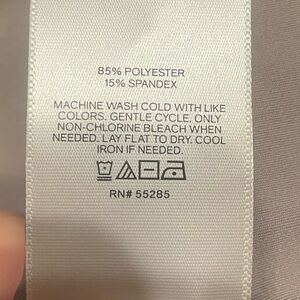 85% POLYESTER
15% SPANDEX
MACHINE WASH COLD WITH LIKE
COLORS. GENTLE CYCLE. ONLY
NON-CHLORINE BLEACH WHEN
NEEDED. LAY FLAT TO DRY. COOL
IRON IF NEEDED.
RN# 55285